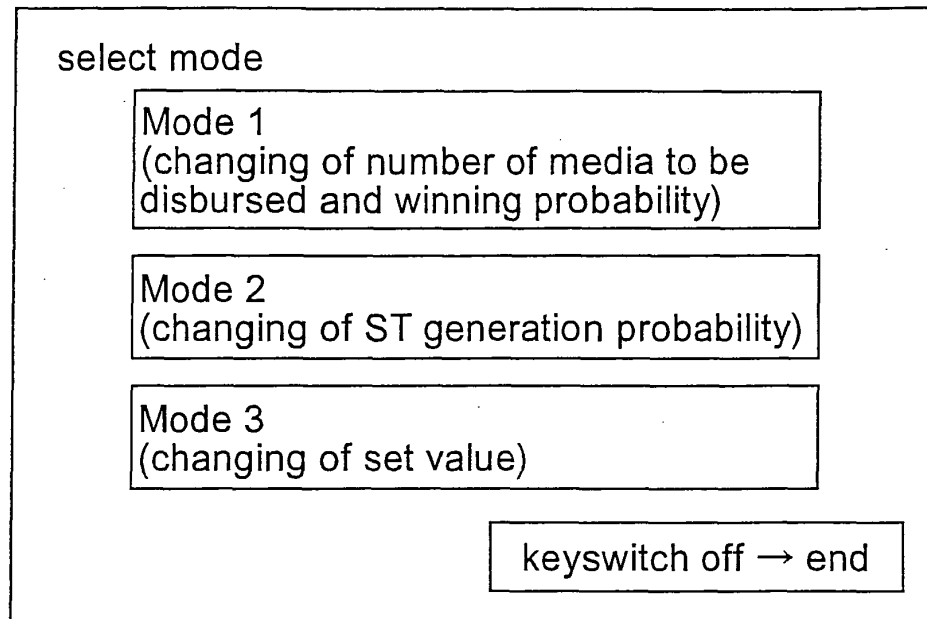 select mode
Mode 1
(changing of number of media to be
disbursed and winning probability)
Mode 2
(changing of ST generation probability)
Mode 3
(changing of set value)
keyswitch off → end